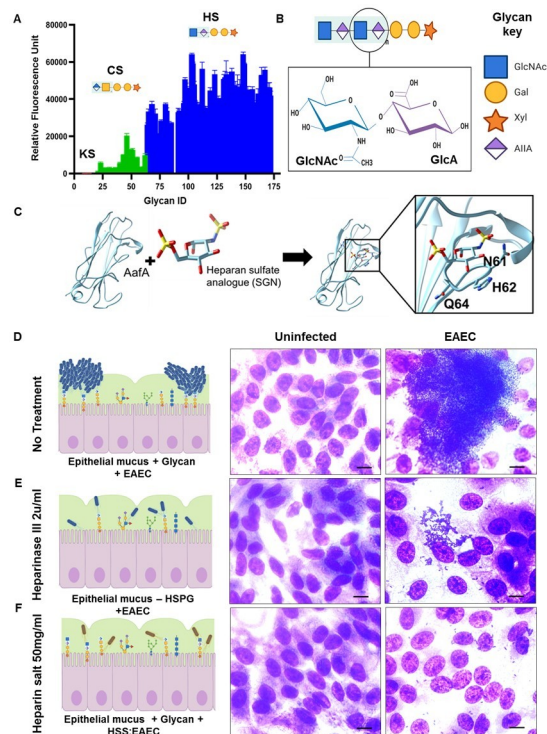 A
HS
CS
KS
Relative Fluorescence Unit
80000
60000
40000
20000
0
0
25
50
75
100
125
150
175
Glycan ID
B
n
GlcNAc
GlcA
Glycan
key
GlcNAc
Gal
Xyl
AIIA
C
AafA
+
Heparan sulfate
analogue (SGN)
N61
H62
Q64
Uninfected
EAEC
D
No Treatment
Epithelial mucus + Glycan
+ EAEC
E
Heparinase III 2u/ml
Epithelial mucus – HSPG
+EAEC
F
Heparin salt 50mg/ml
Epithelial mucus + Glycan +
HSS:EAEC